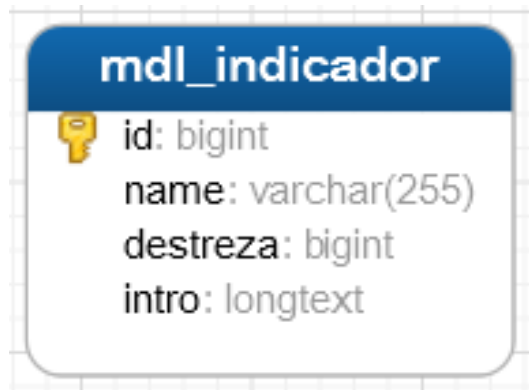 mdl_indicador
id: bigint
name: varchar(255)
destreza: bigint
intro: longtext